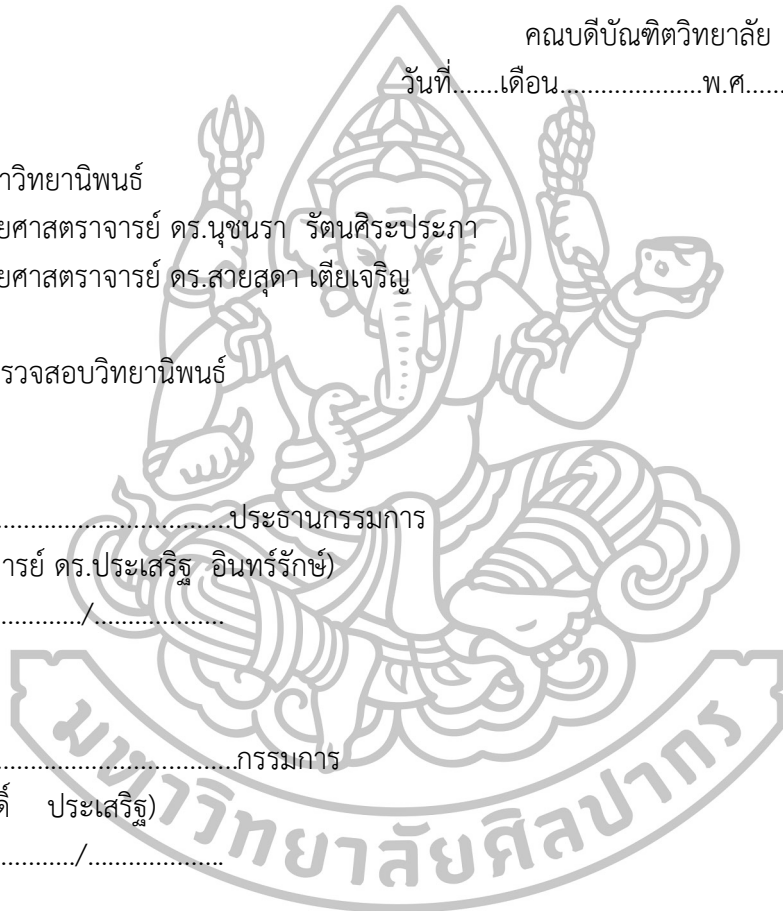 คณบดีบัณฑิตวิทยาลัย
วันที่.......เดือน.....................พ.ศ......
าวิทยานิพนธ์
ยศาสตราจารย์ ดร.นุชนรา  รัตนศิระประภา
ยศาสตราจารย์ ดร.สายสุดา เตียเจริญ
รวจสอบวิทยานิพนธ์
....................................ประธานกรรมการ
ารย์ ดร.ประเสริฐ  อินทร์รักษ์)
............./....................
.....................................กรรมการ
ดิ์    ประเสริฐ)
............/....................
มหาวิทยาลัยศิลปากร